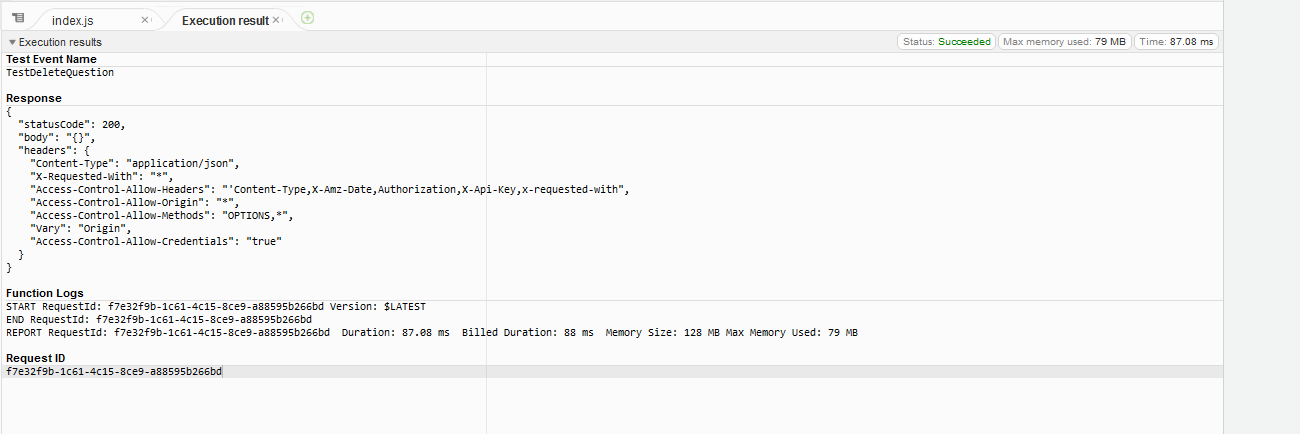 index.js
Execution result
Execution results
Status: Succeeded
Max memory used: 79 MB
Time: 87.08 ms
Test Event Name
TestDeleteQuestion
Response
{
"statusCode": 200,
"body": "{}",
"headers": {
"Content-Type": "application/json",
"X-Requested-With": "*",
"Access-Control-Allow-Headers": "'Content-Type,X-Amz-Date,Authorization,X-Api-Key,x-requested-with",
"Access-Control-Allow-Origin": "*",
"Access-Control-Allow-Methods": "OPTIONS,*",
"Vary": "Origin",
"Access-Control-Allow-Credentials": "true"
}
}
Function Logs
START RequestId: f7e32f9b-1c61-4c15-8ce9-a88595b266bd Version: $LATEST
END RequestId: f7e32f9b-1c61-4c15-8ce9-a88595b266bd
REPORT RequestId: f7e32f9b-1c61-4c15-8ce9-a88595b266bd Duration: 87.08 ms Billed Duration: 88 ms Memory Size: 128 MB Max Memory Used: 79 MB
Request ID
f7e32f9b-1c61-4c15-8ce9-a88595b266bd